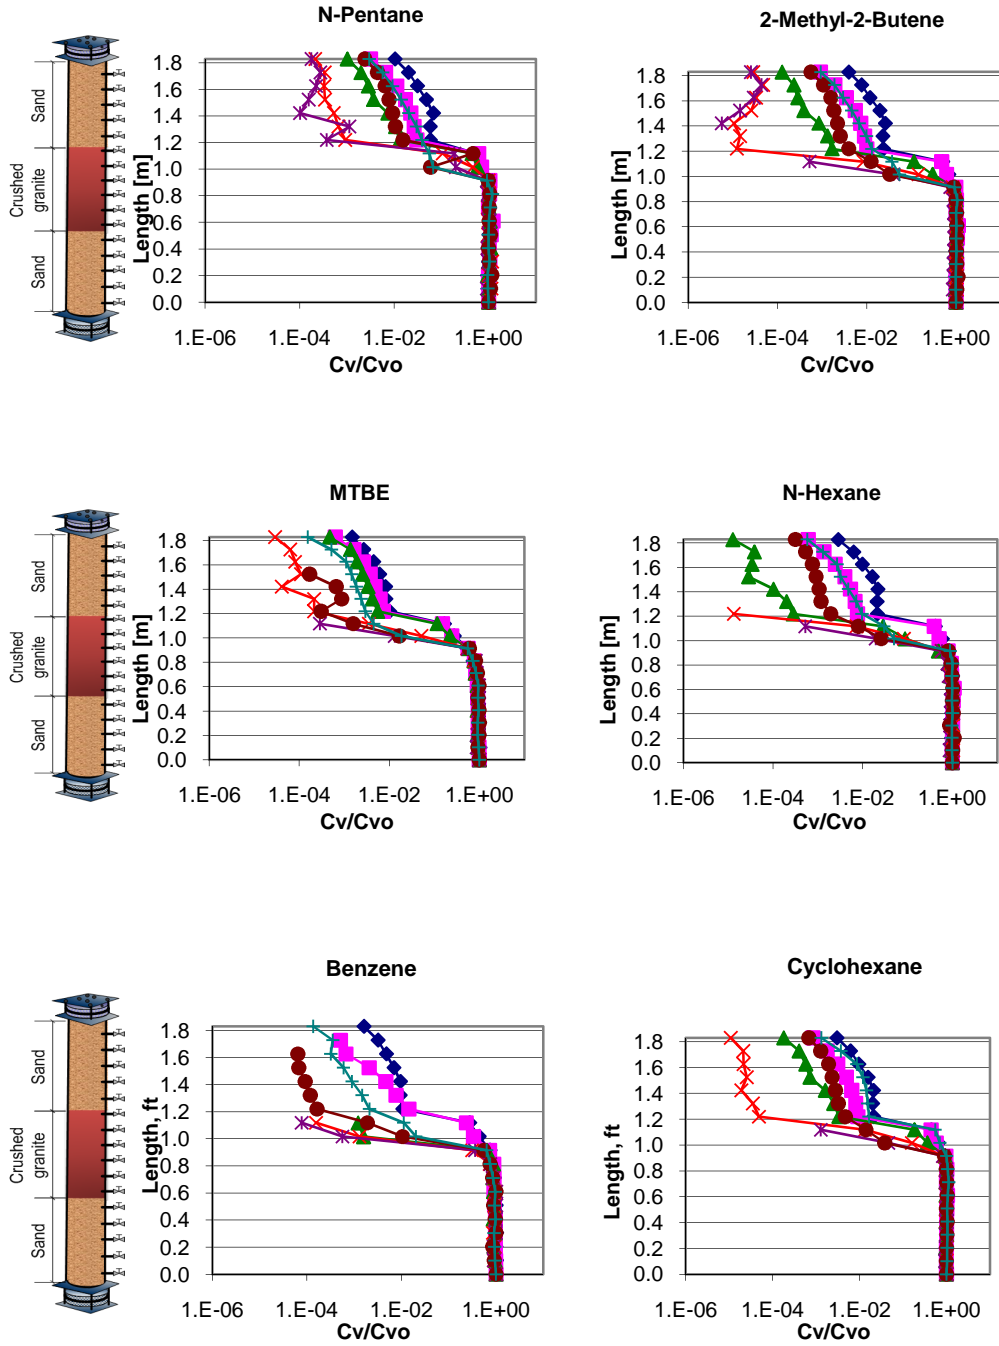 N-Pentane
2-Methyl-2-Butene
Sand
Crushed
granite
Sand
Length [m]
1.8
1.6
1.4
1.2
1.0
0.8
0.6
0.4
0.2
0.0
1.E-06 1.E-04 1.E-02 1.E+00
Cv/Cvo
Length [m]
1.8
1.6
1.4
1.2
1.0
0.8
0.6
0.4
0.2
0.0
1.E-06 1.E-04 1.E-02 1.E+00
Cv/Cvo
MTBE
N-Hexane
Sand
Crushed
granite
Sand
Length [m]
1.8
1.6
1.4
1.2
1.0
0.8
0.6
0.4
0.2
0.0
1.E-06 1.E-04 1.E-02 1.E+00
Cv/Cvo
Length [m]
1.8
1.6
1.4
1.2
1.0
0.8
0.6
0.4
0.2
0.0
1.E-06 1.E-04 1.E-02 1.E+00
Cv/Cvo
Benzene
Cyclohexane
Sand
Crushed
granite
Sand
Length, ft
1.8
1.6
1.4
1.2
1.0
0.8
0.6
0.4
0.2
0.0
1.E-06 1.E-04 1.E-02 1.E+00
Cv/Cvo
Length, ft
1.8
1.6
1.4
1.2
1.0
0.8
0.6
0.4
0.2
0.0
1.E-06 1.E-04 1.E-02 1.E+00
Cv/Cvo